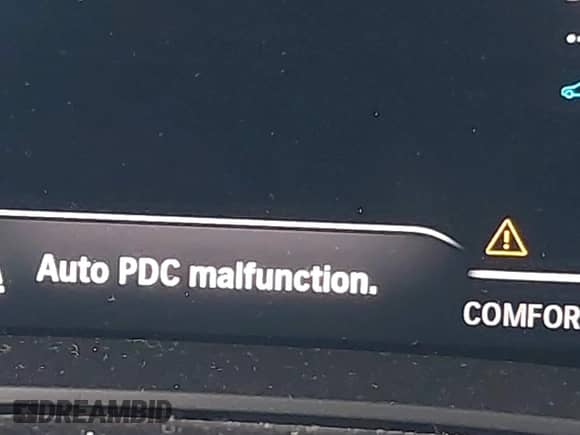 Auto PDC malfunction.
COMFOR
DREAMBID